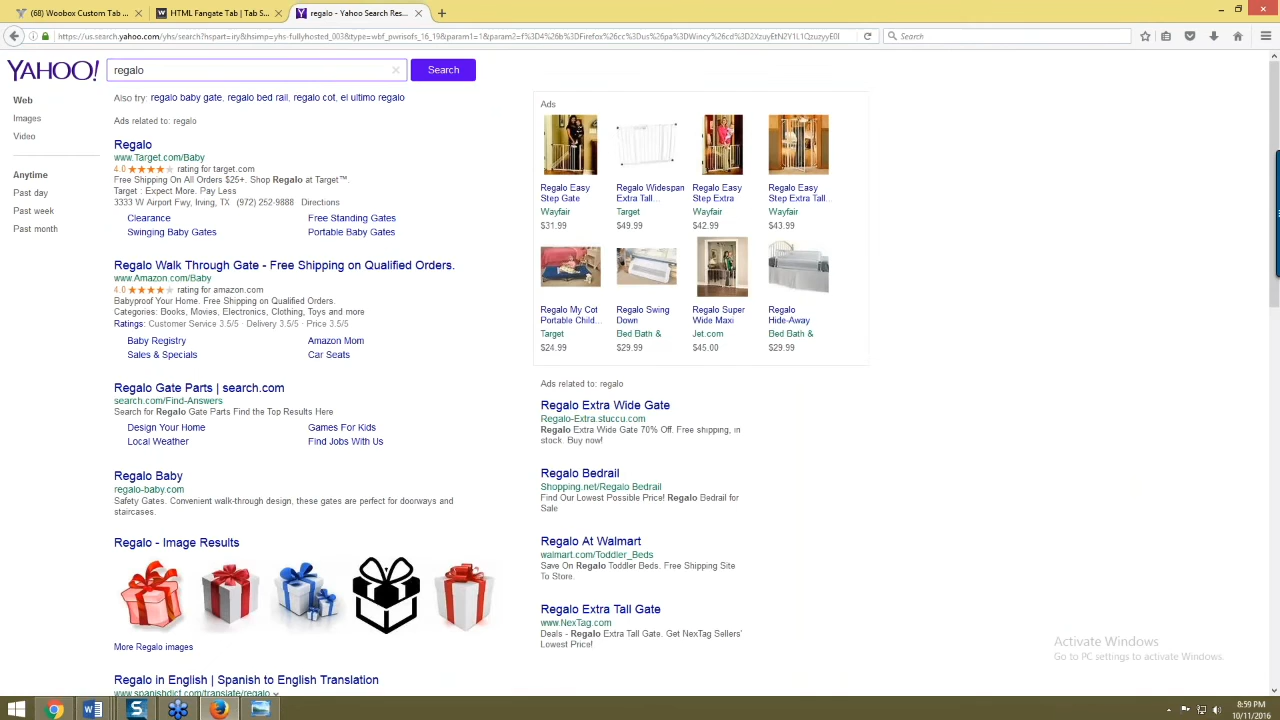 (68) Woobox Custom Tab
Woobox
regalo - Yahoo Search Res...
https://us.search.yahoo.com/yhs/search?hspart=iry&hsimp=yhs-fullyhosted_003&type=wbf_pwrisofs_16_19&param1=1&param2=f%3D4%26b%3DFirefox%26cc%3Dus%26pa%3DWincy%26cd%3D2XzuyEtN2Y1L1QzuzyyE0I
Search
YAHOO!
regalo
Search
Web
Images
Video
Anytime
Past day
Past week
Past month
Also try: regalo baby gate, regalo bed rail, regalo cot, el ultimo regalo
Ads related to: regalo
Regalo
www.Target.com/Baby
4.0 rating for target.com
Free Shipping On All Orders $25+. Shop Regalo at Target™.
Target : Expect More. Pay Less
3333 W Airport Fwy, Irving, TX (972) 252-9888 Directions
Clearance Free Standing Gates
Swinging Baby Gates Portable Baby Gates
Regalo Walk Through Gate - Free Shipping on Qualified Orders.
www.Amazon.com/Baby
4.0 rating for amazon.com
Babyproof Your Home. Free Shipping on Qualified Orders.
Categories: Books, Movies, Electronics, Clothing, Toys and more
Ratings: Customer Service 3.5/5 · Delivery 3.5/5 · Price 3.5/5
Baby Registry Amazon Mom
Sales & Specials Car Seats
Regalo Gate Parts | search.com
search.com/Find-Answers
Search for Regalo Gate Parts Find the Top Results Here
Design Your Home Games For Kids
Local Weather Find Jobs With Us
Regalo Baby
regalo-baby.com
Safety Gates. Convenient walk-through design, these gates are perfect for doorways and
staircases.
Regalo - Image Results
More Regalo images
Regalo in English | Spanish to English Translation
www.spanishdict.com/translate/regalo
Ads
Regalo Easy Regalo Widespan Regalo Easy Regalo Easy
Step Gate Extra Tall... Step Extra Step Extra Tall...
Wayfair Target Wayfair Wayfair
$31.99 $49.99 $42.99 $43.99
Regalo My Cot Regalo Swing Regalo Super Regalo
Portable Child... Down Wide Maxi Hide-Away
Target Bed Bath & Jet.com Bed Bath &
$24.99 $29.99 $45.00 $29.99
Ads related to: regalo
Regalo Extra Wide Gate
Regalo-Extra.stuccu.com
Regalo Extra Wide Gate 70% Off. Free shipping, in
stock. Buy now!
Regalo Bedrail
Shopping.net/Regalo Bedrail
Find Our Lowest Possible Price! Regalo Bedrail for
Sale
Regalo At Walmart
walmart.com/Toddler_Beds
Save On Regalo Toddler Beds. Free Shipping Site
To Store.
Regalo Extra Tall Gate
www.NexTag.com
Deals - Regalo Extra Tall Gate. Get NexTag Sellers'
Lowest Price!
Activate Windows
Go to PC settings to activate Windows.
8:59 PM
10/11/2016